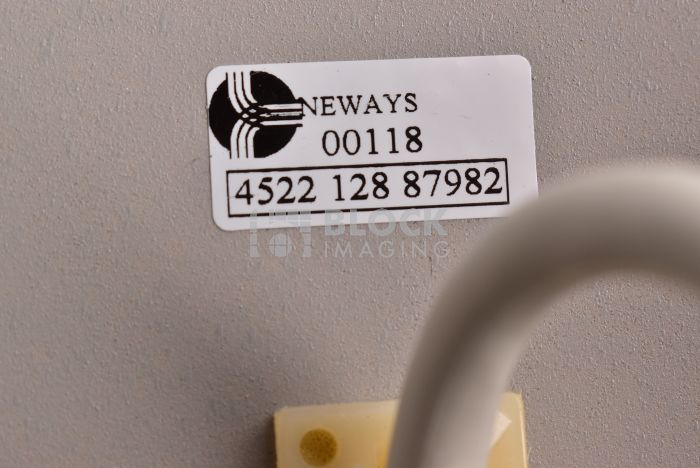 NEWAYS
00118
4522 128 87982
BLOCK
IMAGING